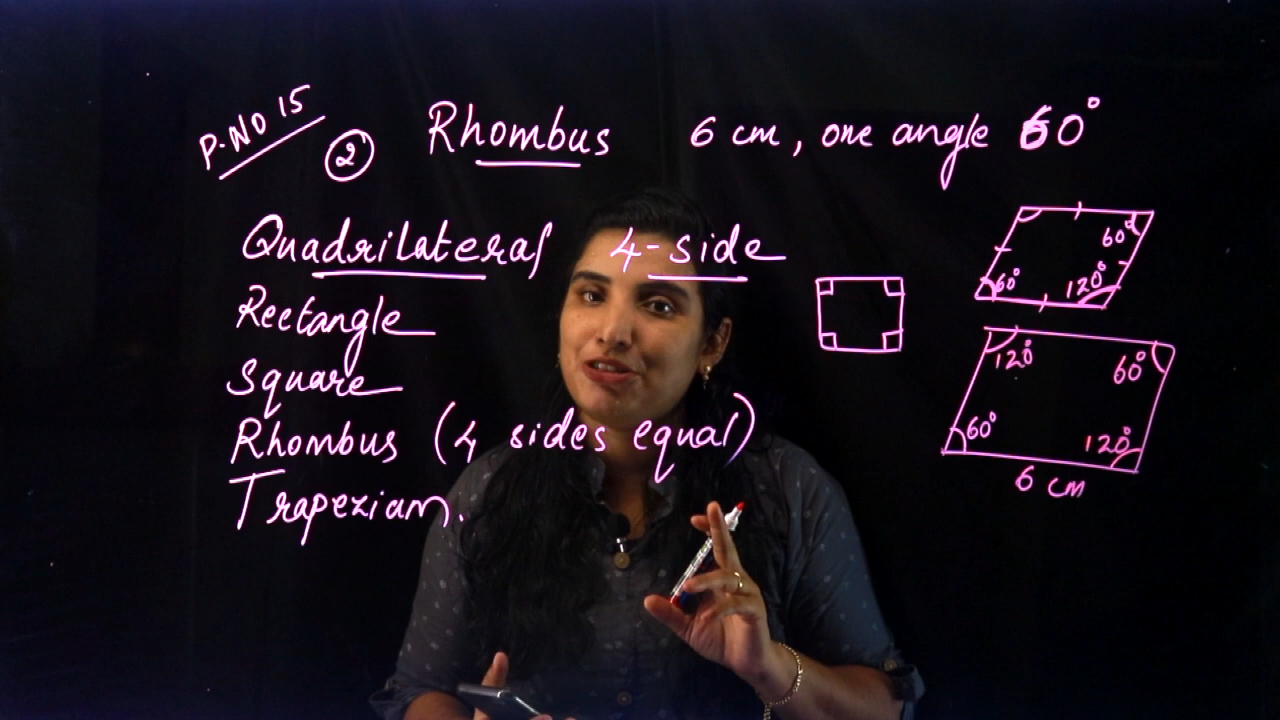 P.NO 15
② Rhombus 6 cm, one angle 60°
Quadrilateral 4-side
Rectangle
Square
Rhombus (4 sides equal)
Trapezium.
60°
60° 120°
120° 60°
60° 120°
6 cm